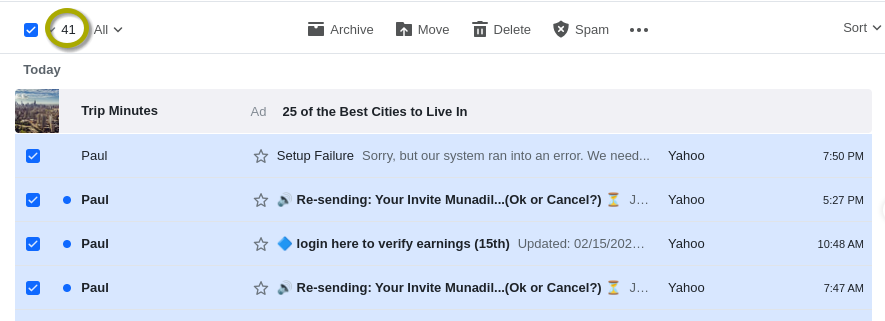 41 All Archive Move Delete Spam ••• Sort
Today
Trip Minutes Ad 25 of the Best Cities to Live In
Paul Setup Failure Sorry, but our system ran into an error. We need... Yahoo 7:50 PM
Paul 🔊 Re-sending: Your Invite Munadil...(Ok or Cancel?) ⏳ J... Yahoo 5:27 PM
Paul 🔷 login here to verify earnings (15th) Updated: 02/15/202... Yahoo 10:48 AM
Paul 🔊 Re-sending: Your Invite Munadil...(Ok or Cancel?) ⏳ J... Yahoo 7:47 AM